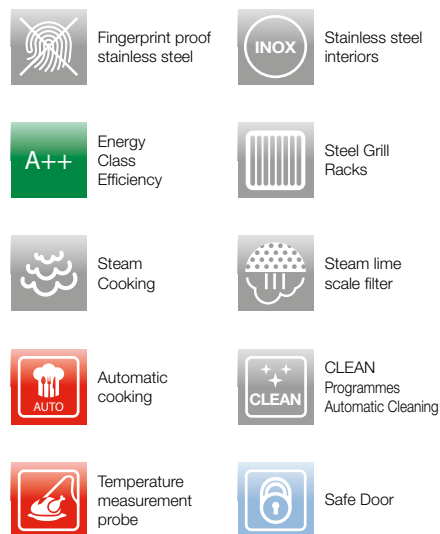 Fingerprint proof
stainless steel
INOX
Stainless steel
interiors
A++
Energy
Class
Efficiency
Steel Grill
Racks
Steam
Cooking
Steam lime
scale filter
AUTO
Automatic
cooking
CLEAN
CLEAN
Programmes
Automatic Cleaning
Temperature
measurement
probe
Safe Door